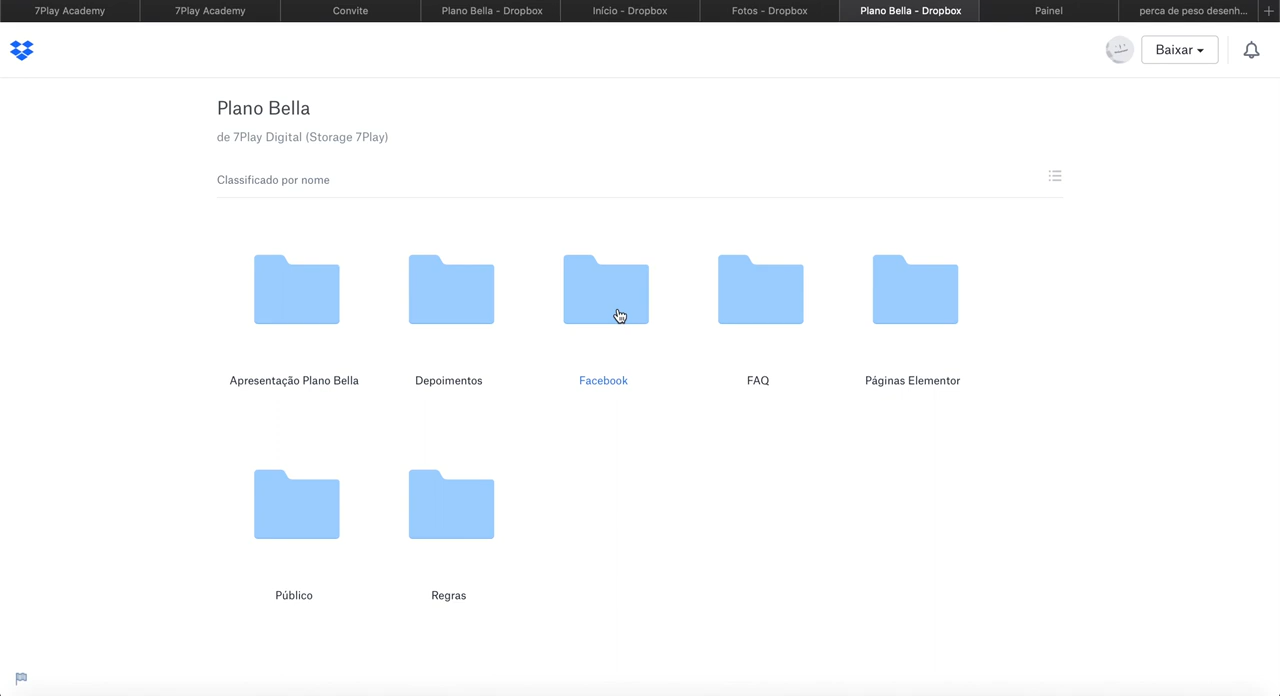 7Play Academy
7Play Academy
Convite
Plano Bella - Dropbox
Início - Dropbox
Fotos - Dropbox
Plano Bella - Dropbox
Painel
perca de peso desenh...
Baixar
Plano Bella
de 7Play Digital (Storage 7Play)
Classificado por nome
Apresentação Plano Bella
Depoimentos
Facebook
FAQ
Páginas Elementor
Público
Regras